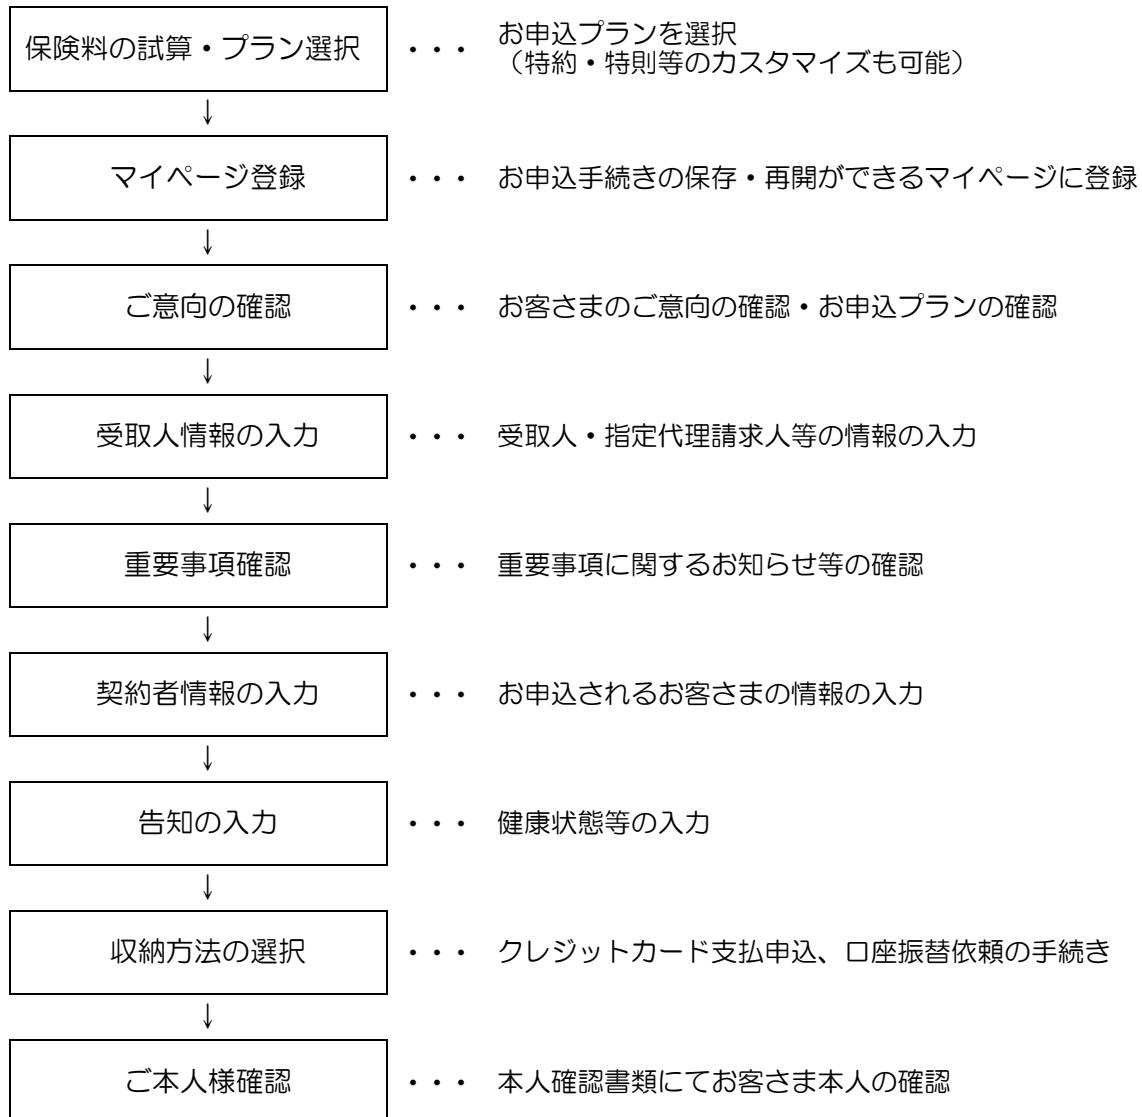 保険料の試算・プラン選択 ・・・ お申込プランを選択
（特約・特則等のカスタマイズも可能）
↓
マイページ登録 ・・・ お申込手続きの保存・再開ができるマイページに登録
↓
ご意向の確認 ・・・ お客さまのご意向の確認・お申込プランの確認
↓
受取人情報の入力 ・・・ 受取人・指定代理請求人等の情報の入力
↓
重要事項確認 ・・・ 重要事項に関するお知らせ等の確認
↓
契約者情報の入力 ・・・ お申込されるお客さまの情報の入力
↓
告知の入力 ・・・ 健康状態等の入力
↓
収納方法の選択 ・・・ クレジットカード支払申込、口座振替依頼の手続き
↓
ご本人様確認 ・・・ 本人確認書類にてお客さま本人の確認